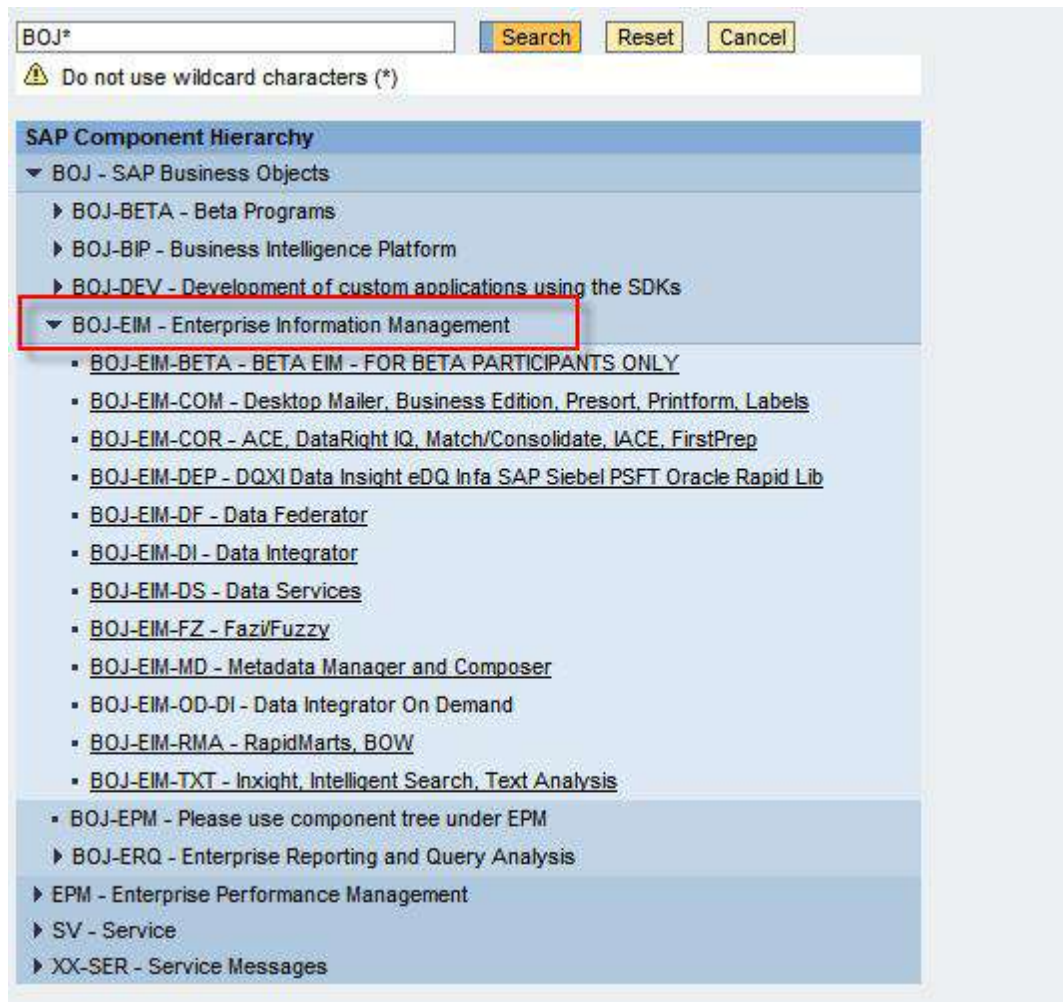 BOJ* Search Reset Cancel
Do not use wildcard characters (*)
SAP Component Hierarchy
BOJ - SAP Business Objects
BOJ-BETA - Beta Programs
BOJ-BIP - Business Intelligence Platform
BOJ-DEV - Development of custom applications using the SDKs
BOJ-EIM - Enterprise Information Management
BOJ-EIM-BETA - BETA EIM - FOR BETA PARTICIPANTS ONLY
BOJ-EIM-COM - Desktop Mailer, Business Edition, Presort, Printform, Labels
BOJ-EIM-COR - ACE, DataRight IQ, Match/Consolidate, IACE, FirstPrep
BOJ-EIM-DEP - DQXI Data Insight eDQ Infa SAP Siebel PSFT Oracle Rapid Lib
BOJ-EIM-DF - Data Federator
BOJ-EIM-DI - Data Integrator
BOJ-EIM-DS - Data Services
BOJ-EIM-FZ - Fazi/Fuzzy
BOJ-EIM-MD - Metadata Manager and Composer
BOJ-EIM-OD-DI - Data Integrator On Demand
BOJ-EIM-RMA - RapidMarts, BOW
BOJ-EIM-TXT - Inxight, Intelligent Search, Text Analysis
BOJ-EPM - Please use component tree under EPM
BOJ-ERQ - Enterprise Reporting and Query Analysis
EPM - Enterprise Performance Management
SV - Service
XX-SER - Service Messages